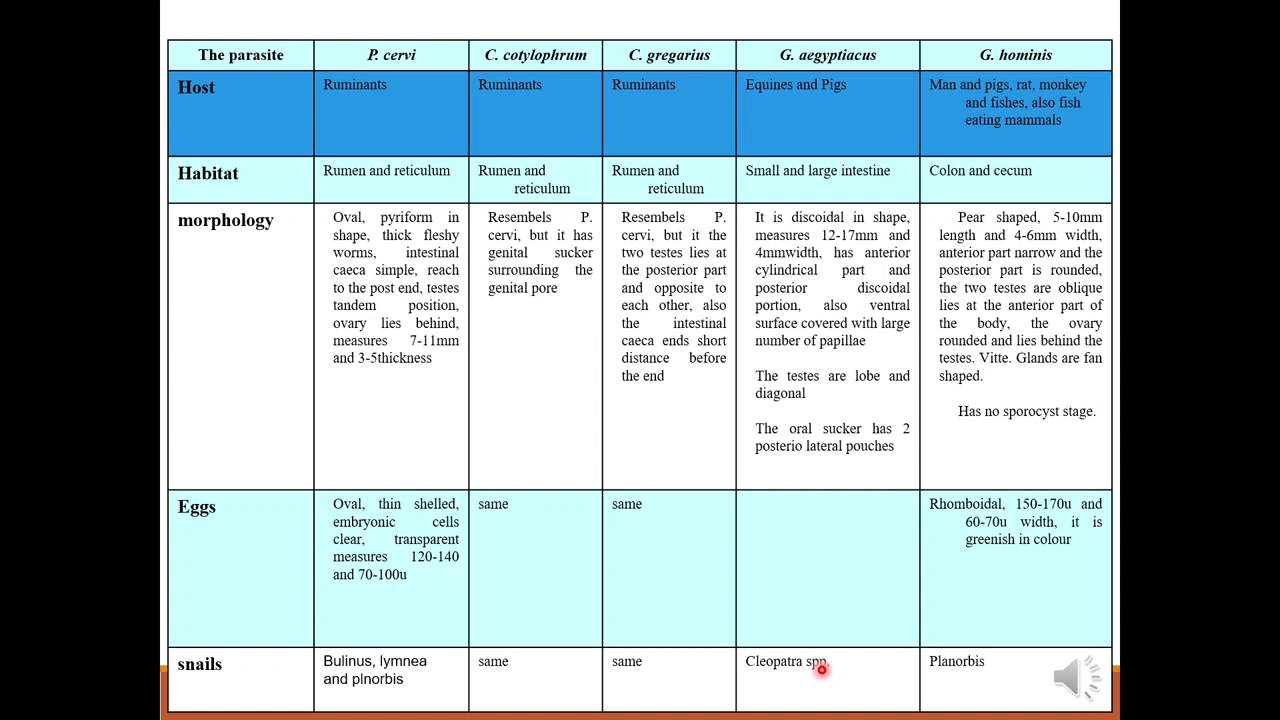 The parasite
P. cervi
C. cotylophrum
C. gregarius
G. aegyptiacus
G. hominis
Host
Ruminants
Ruminants
Ruminants
Equines and Pigs
Man and pigs, rat, monkey
and fishes, also fish
eating mammals
Habitat
Rumen and reticulum
Rumen and
reticulum
Rumen and
reticulum
Small and large intestine
Colon and cecum
morphology
Oval, pyriform in
shape, thick fleshy
worms, intestinal
caeca simple, reach
to the post end, testes
tandem position,
ovary lies behind,
measures 7-11mm
and 3-5thickness
Resembels P.
cervi, but it has
genital sucker
surrounding the
genital pore
Resembels P.
cervi, but it the
two testes lies at
the posterior part
and opposite to
each other, also
the intestinal
caeca ends short
distance before
the end
It is discoidal in shape,
measures 12-17mm and
4mmwidth, has anterior
cylindrical part and
posterior discoidal
portion, also ventral
surface covered with large
number of papillae
The testes are lobe and
diagonal
The oral sucker has 2
posterio lateral pouches
Pear shaped, 5-10mm
length and 4-6mm width,
anterior part narrow and the
posterior part is rounded,
the two testes are oblique
lies at the anterior part of
the body, the ovary
rounded and lies behind the
testes. Vitte. Glands are fan
shaped.
Has no sporocyst stage.
Eggs
Oval, thin shelled,
embryonic cells
clear, transparent
measures 120-140
and 70-100u
same
same
Rhomboidal, 150-170u and
60-70u width, it is
greenish in colour
snails
Bulinus, lymnea
and plnorbis
same
same
Cleopatra spp.
Planorbis